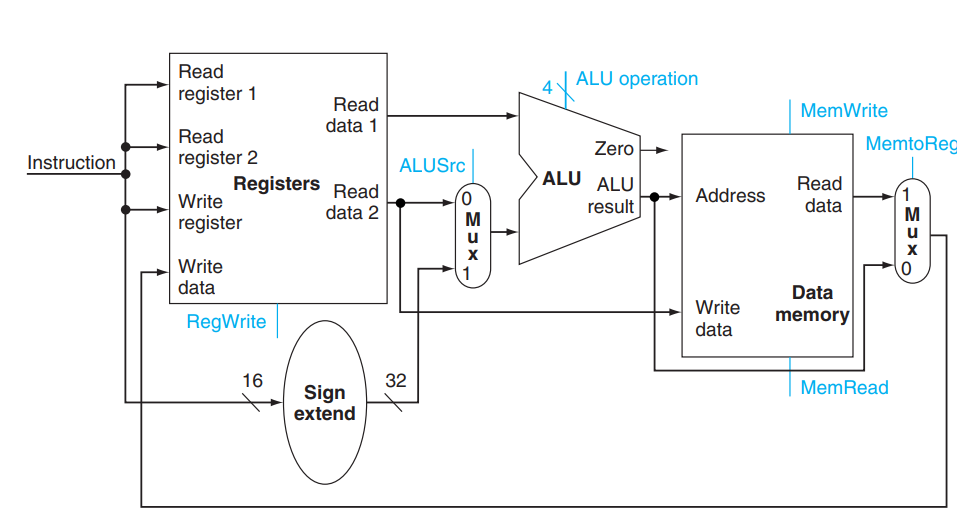 Instruction
Read
register 1
Read
register 2
Write
register
Write
data
Registers
Read
data 1
Read
data 2
RegWrite
16
Sign
extend
32
ALUSrc
0
M
u
x
1
4
ALU operation
Zero
ALU
ALU
result
MemWrite
Address
Read
data
Write
data
Data
memory
MemRead
MemtoReg
1
M
u
x
0